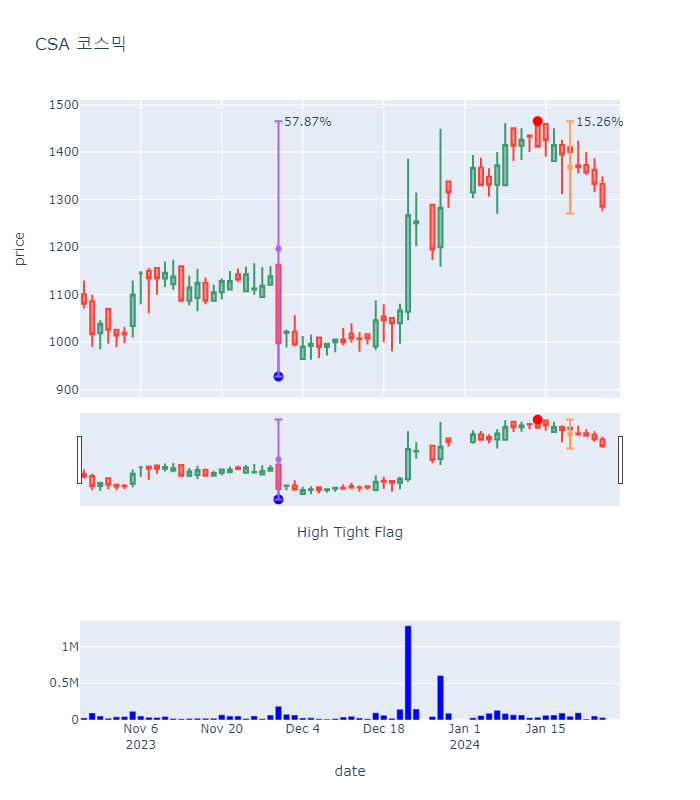 CSA 코스믹
1500
1400
1300
1200
1100
1000
900
price
57.87%
15.26%
High Tight Flag
1M
0.5M
0
Nov 6
2023
Nov 20
Dec 4
Dec 18
Jan 1
2024
Jan 15
date